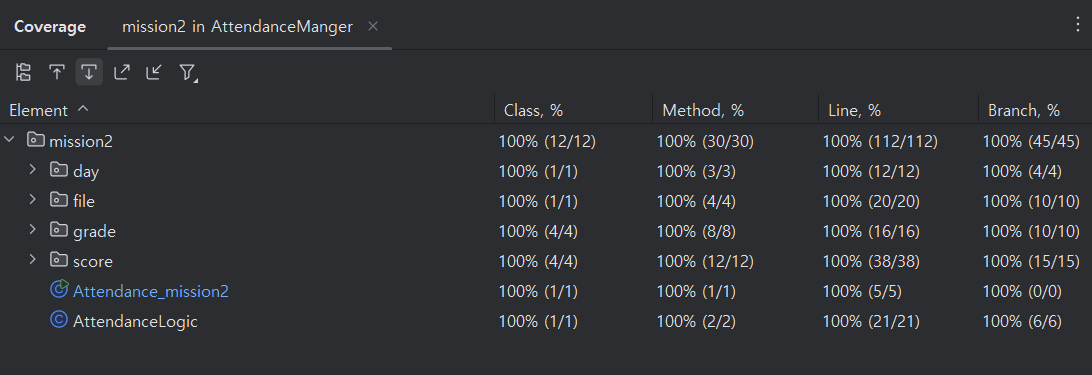 Coverage mission2 in AttendanceManger
Element Class, % Method, % Line, % Branch, %
mission2 100% (12/12) 100% (30/30) 100% (112/112) 100% (45/45)
day 100% (1/1) 100% (3/3) 100% (12/12) 100% (4/4)
file 100% (1/1) 100% (4/4) 100% (20/20) 100% (10/10)
grade 100% (4/4) 100% (8/8) 100% (16/16) 100% (10/10)
score 100% (4/4) 100% (12/12) 100% (38/38) 100% (15/15)
Attendance_mission2 100% (1/1) 100% (1/1) 100% (5/5) 100% (0/0)
AttendanceLogic 100% (1/1) 100% (2/2) 100% (21/21) 100% (6/6)